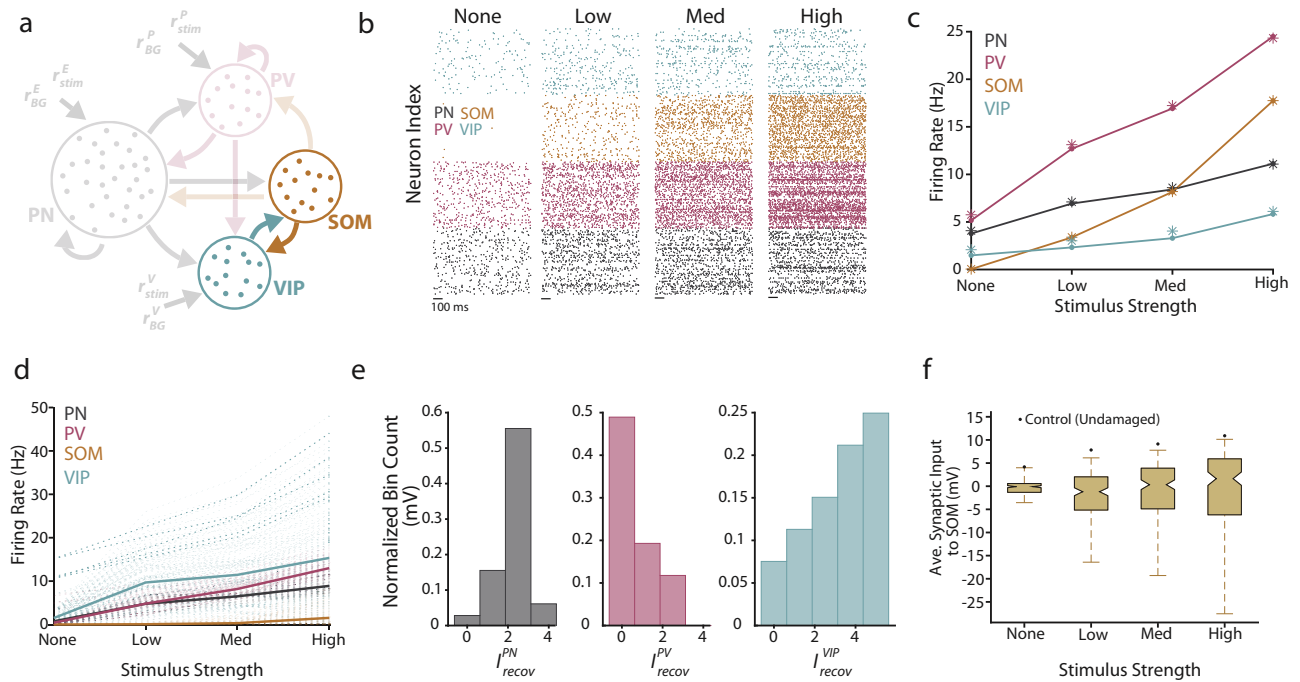 a
r^P_stim
r^P_BG
r^E_stim
r^E_BG
PV
PN
SOM
VIP
r^V_stim
r^V_BG
b
None Low Med High
Neuron Index
PN SOM
PV VIP
100 ms
c
Firing Rate (Hz)
25
20
15
10
5
0
PN
PV
SOM
VIP
None Low Med High
Stimulus Strength
d
Firing Rate (Hz)
50
40
30
20
10
0
PN
PV
SOM
VIP
None Low Med High
Stimulus Strength
e
Normalized Bin Count
(mV)
0.6
0.5
0.4
0.3
0.2
0.1
0
0 2 4
I^PN_recov
0.5
0.4
0.3
0.2
0.1
0
0 2 4
I^PV_recov
0.25
0.2
0.15
0.1
0.05
0
0 2 4
I^VIP_recov
f
Ave. Synaptic Input
to SOM (mV)
15
10
5
0
-5
-10
-15
-20
-25
• Control (Undamaged)
None Low Med High
Stimulus Strength